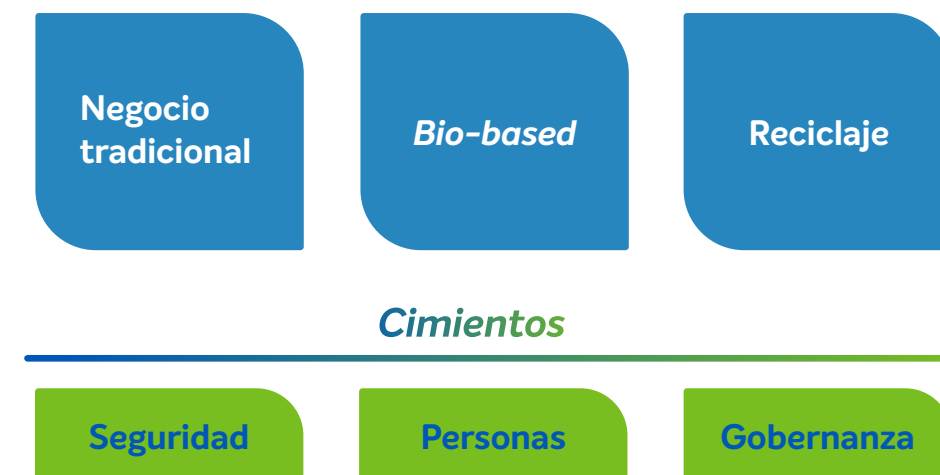 Negocio
tradicional
Bio-based
Reciclaje
Cimientos
Seguridad
Personas
Gobernanza